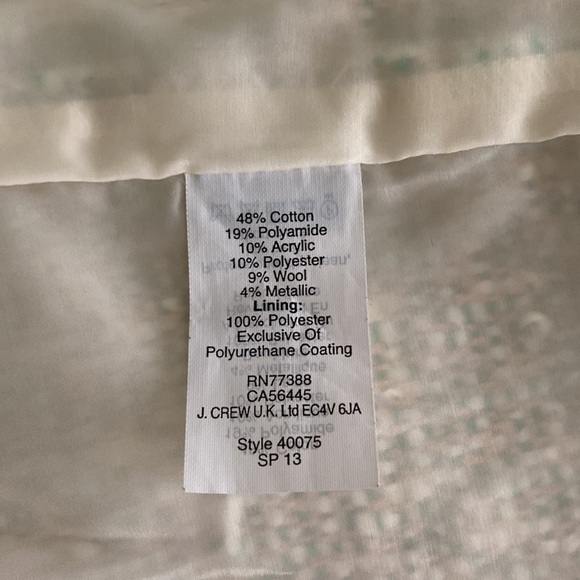 48% Cotton
19% Polyamide
10% Acrylic
10% Polyester
9% Wool
4% Metallic
Lining:
100% Polyester
Exclusive Of
Polyurethane Coating
RN77388
CA56445
J. CREW U.K. Ltd EC4V 6JA
Style 40075
SP 13